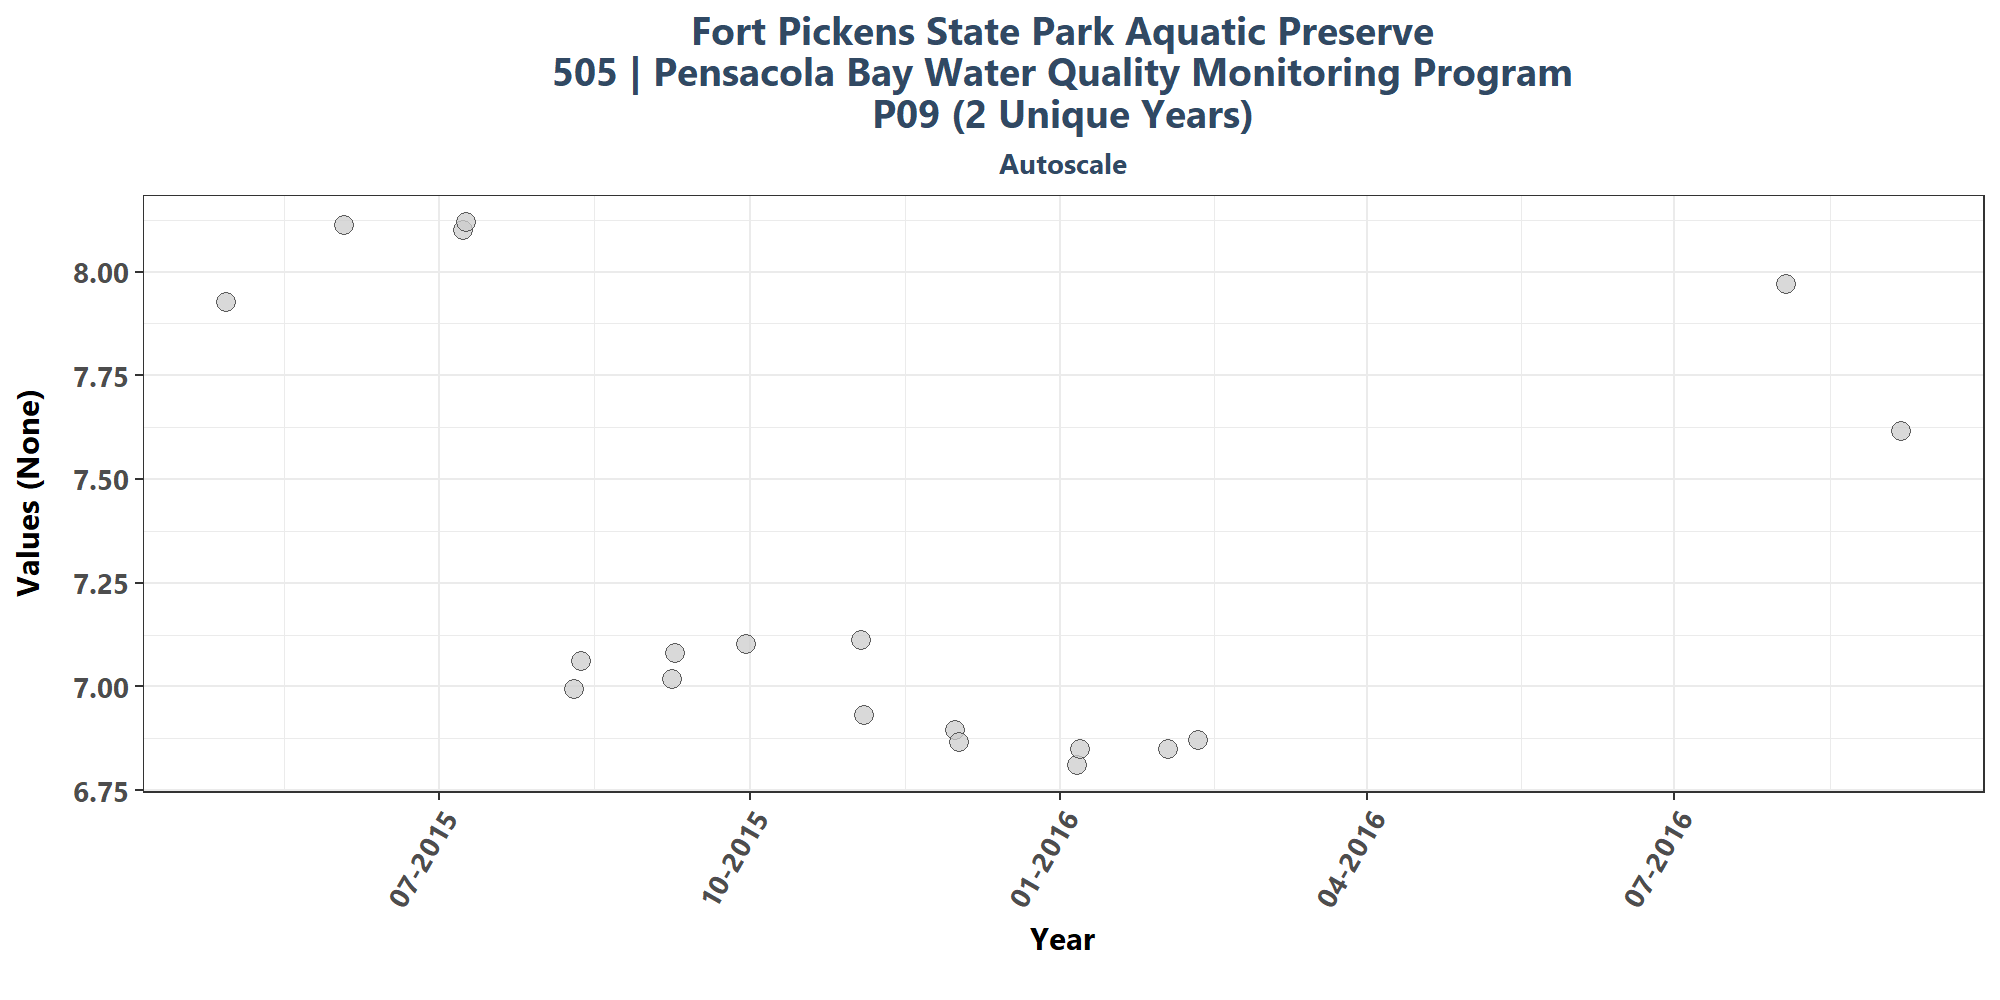 Fort Pickens State Park Aquatic Preserve
505 | Pensacola Bay Water Quality Monitoring Program
P09 (2 Unique Years)
Autoscale
Values (None)
8.00
7.75
7.50
7.25
7.00
6.75
07-2015
10-2015
01-2016
04-2016
07-2016
Year